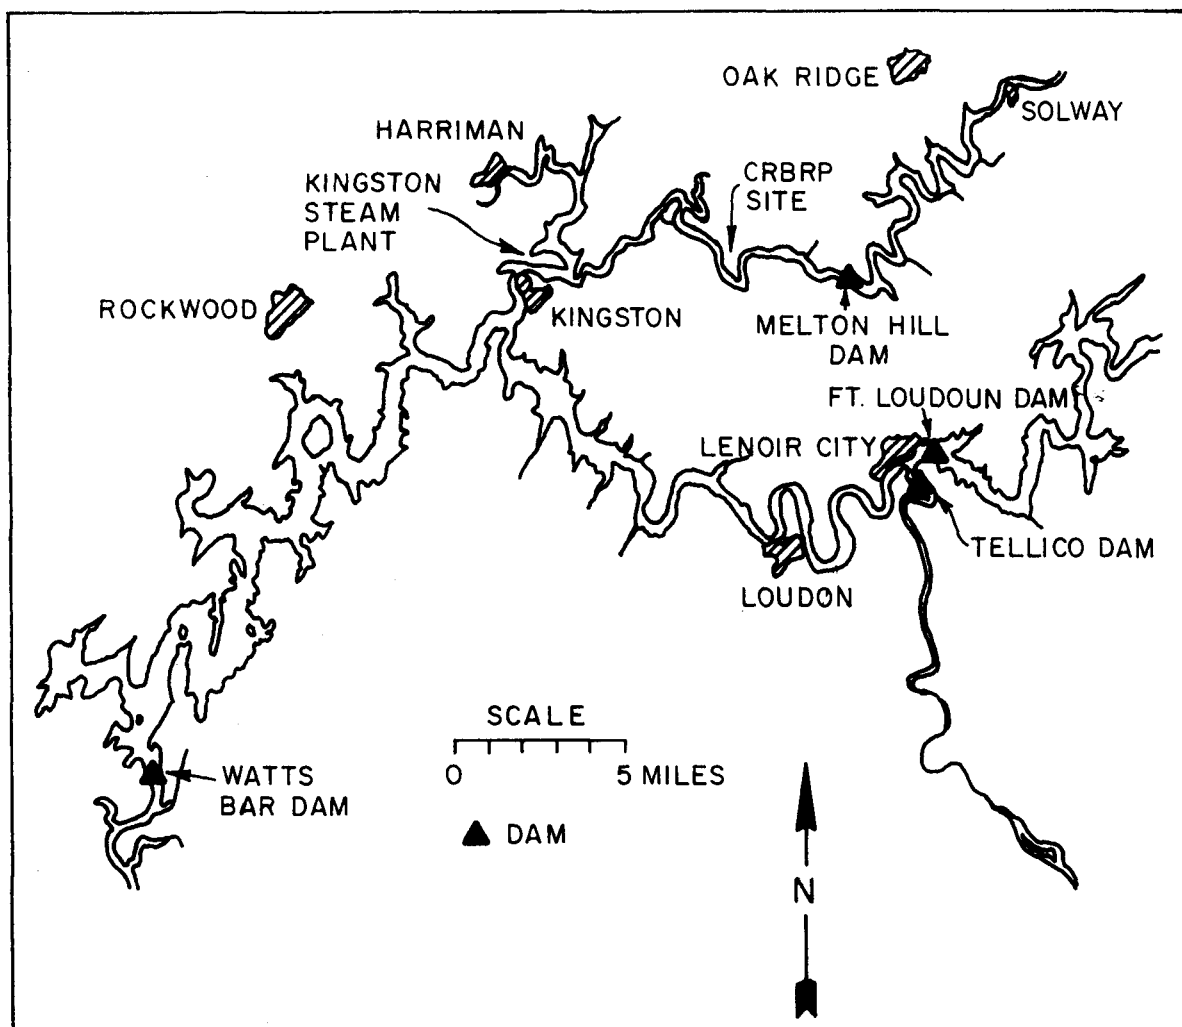 OAK RIDGE
SOLWAY
HARRIMAN
CRBRP
SITE
KINGSTON
STEAM
PLANT
ROCKWOOD
KINGSTON
MELTON HILL
DAM
FT. LOUDOUN DAM
LENOIR CITY
TELLICO DAM
LOUDON
SCALE
0 5 MILES
WATTS
BAR DAM
DAM
N